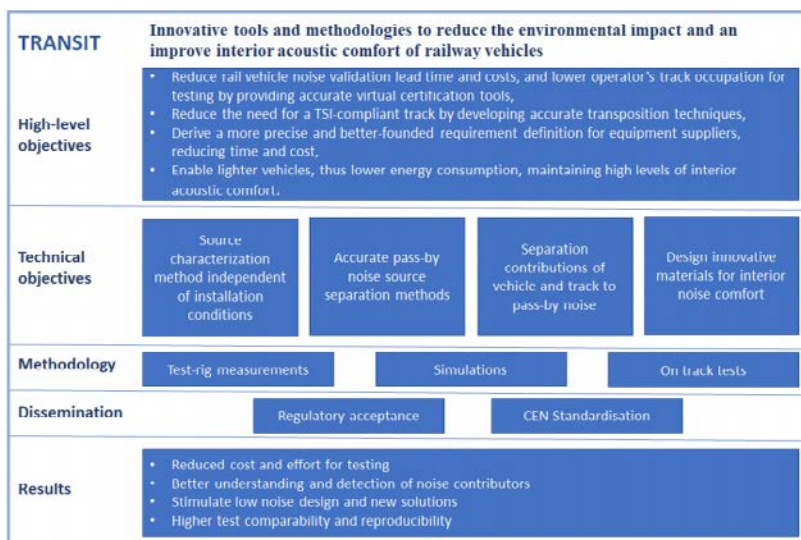 TRANSIT
Innovative tools and methodologies to reduce the environmental impact and an
improve interior acoustic comfort of railway vehicles
High-level
objectives
• Reduce rail vehicle noise validation lead time and costs, and lower operator's track occupation for
testing by providing accurate virtual certification tools,
• Reduce the need for a TSI-compliant track by developing accurate transposition techniques,
• Derive a more precise and better-founded requirement definition for equipment suppliers,
reducing time and cost,
• Enable lighter vehicles, thus lower energy consumption, maintaining high levels of interior
acoustic comfort.
Technical
objectives
Source
characterization
method independent
of installation
conditions
Accurate pass-by
noise source
separation methods
Separation
contributions of
vehicle and track to
pass-by noise
Design innovative
materials for interior
noise comfort
Methodology
Test-rig measurements
Simulations
On track tests
Dissemination
Regulatory acceptance
CEN Standardisation
Results
• Reduced cost and effort for testing
• Better understanding and detection of noise contributors
• Stimulate low noise design and new solutions
• Higher test comparability and reproducibility